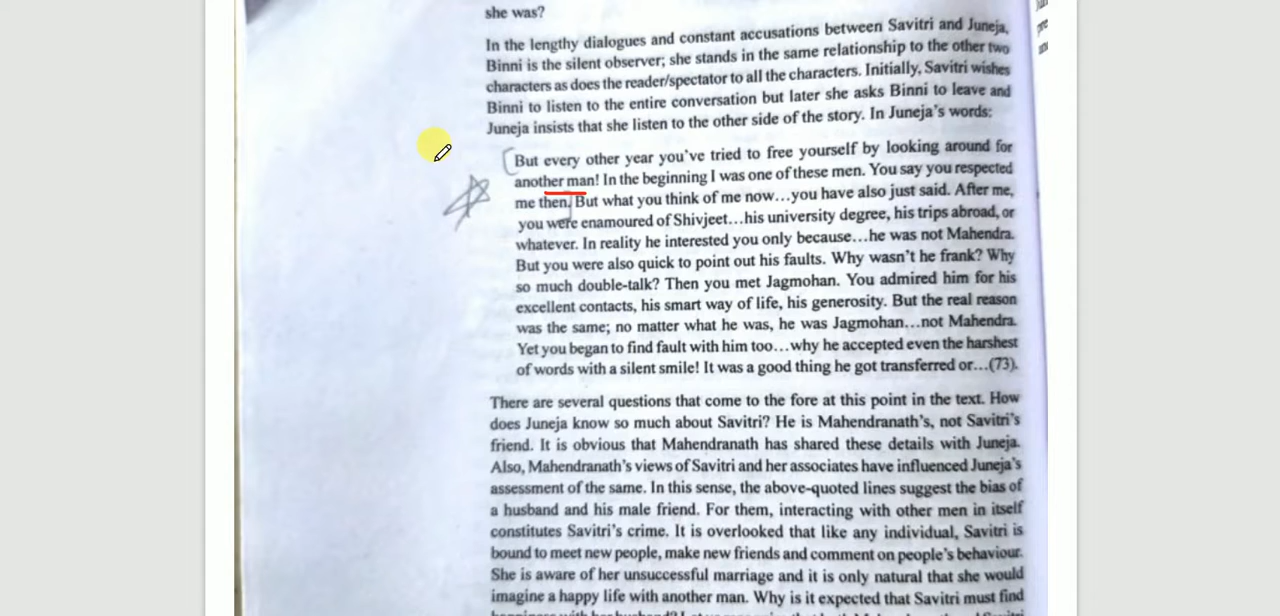 she was?
In the lengthy dialogues and constant accusations between Savitri and Juneja,
Binni is the silent observer; she stands in the same relationship to the other two
characters as does the reader/spectator to all the characters. Initially, Savitri wishes
Binni to listen to the entire conversation but later she asks Binni to leave and
Juneja insists that she listen to the other side of the story. In Juneja's words:
But every other year you've tried to free yourself by looking around for
another man! In the beginning I was one of these men. You say you respected
me then. But what you think of me now...you have also just said. After me,
you were enamoured of Shivjeet...his university degree, his trips abroad, or
whatever. In reality he interested you only because...he was not Mahendra.
But you were also quick to point out his faults. Why wasn't he frank? Why
so much double-talk? Then you met Jagmohan. You admired him for his
excellent contacts, his smart way of life, his generosity. But the real reason
was the same; no matter what he was, he was Jagmohan...not Mahendra.
Yet you began to find fault with him too...why he accepted even the harshest
of words with a silent smile! It was a good thing he got transferred or...(73).
There are several questions that come to the fore at this point in the text. How
does Juneja know so much about Savitri? He is Mahendranath's, not Savitri's
friend. It is obvious that Mahendranath has shared these details with Juneja.
Also, Mahendranath's views of Savitri and her associates have influenced Juneja's
assessment of the same. In this sense, the above-quoted lines suggest the bias of
a husband and his male friend. For them, interacting with other men in itself
constitutes Savitri's crime. It is overlooked that like any individual, Savitri is
bound to meet new people, make new friends and comment on people's behaviour.
She is aware of her unsuccessful marriage and it is only natural that she would
imagine a happy life with another man. Why is it expected that Savitri must find